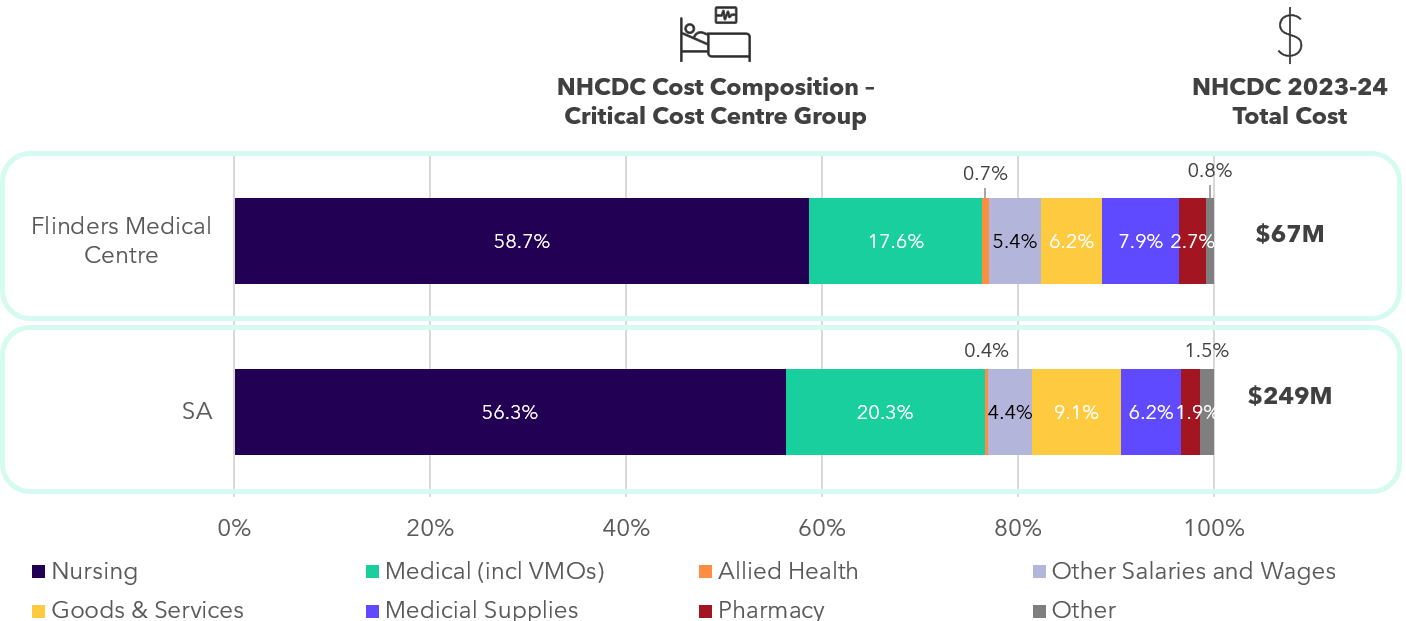 NHCDC Cost Composition –
Critical Cost Centre Group
NHCDC 2023-24
Total Cost
0.7%
0.8%
Flinders Medical
Centre
58.7%
17.6%
5.4%
6.2%
7.9%
2.7%
$67M
0.4%
1.5%
SA
56.3%
20.3%
4.4%
9.1%
6.2%
1.9%
$249M
0%
20%
40%
60%
80%
100%
Nursing
Medical (incl VMOs)
Allied Health
Other Salaries and Wages
Goods & Services
Medicial Supplies
Pharmacy
Other